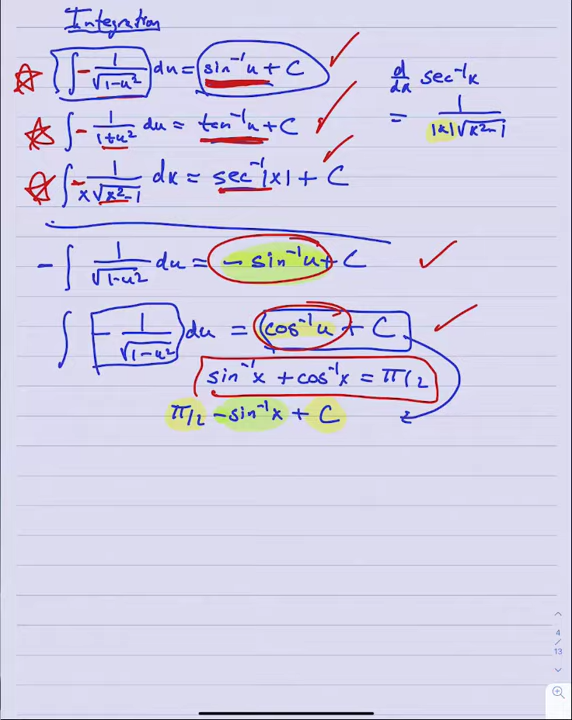 Integration
☆ ∫ - 1/√(1-u²) du = sin⁻¹u + C ✓
☆ ∫ - 1/(1+u²) du = tan⁻¹u + C ✓
☆ ∫ - 1/(x√(x²-1)) dx = sec⁻¹|x| + C ✓
d/dx sec⁻¹x
= 1/(|x|√(x²-1))
- ∫ 1/√(1-u²) du = - sin⁻¹u + C ✓
∫ - 1/√(1-u²) du = cos⁻¹u + C ✓
sin⁻¹x + cos⁻¹x = π/2
π/2 - sin⁻¹x + C
4
/
13